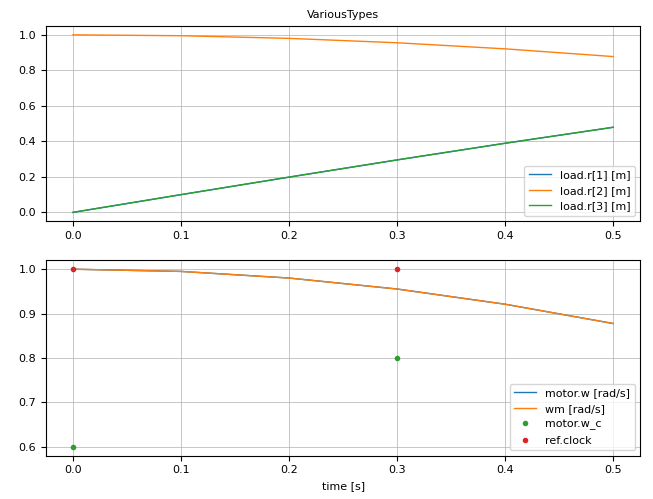 VariousTypes
1.0
0.8
0.6
0.4
0.2
0.0
load.r[1] [m]
load.r[2] [m]
load.r[3] [m]
0.0 0.1 0.2 0.3 0.4 0.5
1.0
0.9
0.8
0.7
0.6
motor.w [rad/s]
wm [rad/s]
motor.w_c
ref.clock
0.0 0.1 0.2 0.3 0.4 0.5
time [s]